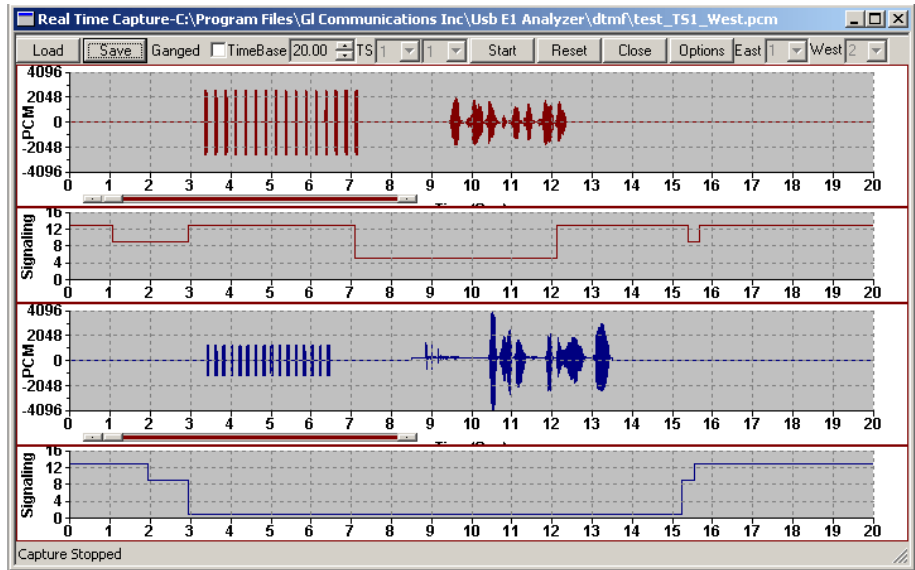 Real Time Capture-C:\Program Files\Gl Communications Inc\Usb E1 Analyzer\dtmf\test_TS1_West.pcm
Load Save Ganged TimeBase 20.00 TS 1 1 Start Reset Close Options East 1 West 2
4096
2048
0
-2048
-4096
PCM
0 1 2 3 4 5 6 7 8 9 10 11 12 13 14 15 16 17 18 19 20
16
12
8
4
0
Signaling
0 1 2 3 4 5 6 7 8 9 10 11 12 13 14 15 16 17 18 19 20
4096
2048
0
-2048
-4096
PCM
0 1 2 3 4 5 6 7 8 9 10 11 12 13 14 15 16 17 18 19 20
16
12
8
4
0
Signaling
0 1 2 3 4 5 6 7 8 9 10 11 12 13 14 15 16 17 18 19 20
Capture Stopped